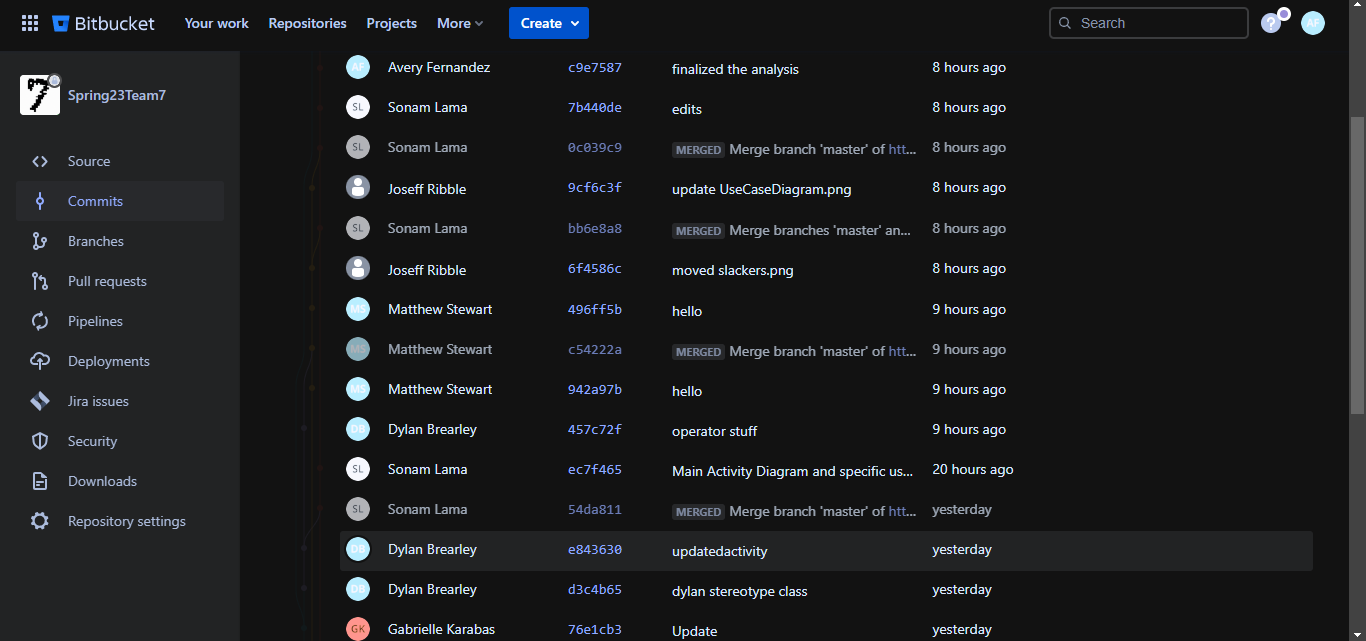 Bitbucket Your work Repositories Projects More Create Search AF
Spring23Team7
Source
Commits
Branches
Pull requests
Pipelines
Deployments
Jira issues
Security
Downloads
Repository settings
AF Avery Fernandez c9e7587 finalized the analysis 8 hours ago
SL Sonam Lama 7b440de edits 8 hours ago
SL Sonam Lama 0c039c9 MERGED Merge branch 'master' of htt... 8 hours ago
Joseff Ribble 9cf6c3f update UseCaseDiagram.png 8 hours ago
SL Sonam Lama bb6e8a8 MERGED Merge branches 'master' an... 8 hours ago
Joseff Ribble 6f4586c moved slackers.png 8 hours ago
MS Matthew Stewart 496ff5b hello 9 hours ago
MS Matthew Stewart c54222a MERGED Merge branch 'master' of htt... 9 hours ago
MS Matthew Stewart 942a97b hello 9 hours ago
DB Dylan Brearley 457c72f operator stuff 9 hours ago
SL Sonam Lama ec7f465 Main Activity Diagram and specific us... 20 hours ago
SL Sonam Lama 54da811 MERGED Merge branch 'master' of htt... yesterday
DB Dylan Brearley e843630 updatedactivity yesterday
DB Dylan Brearley d3c4b65 dylan stereotype class yesterday
GK Gabrielle Karabas 76e1cb3 Update yesterday